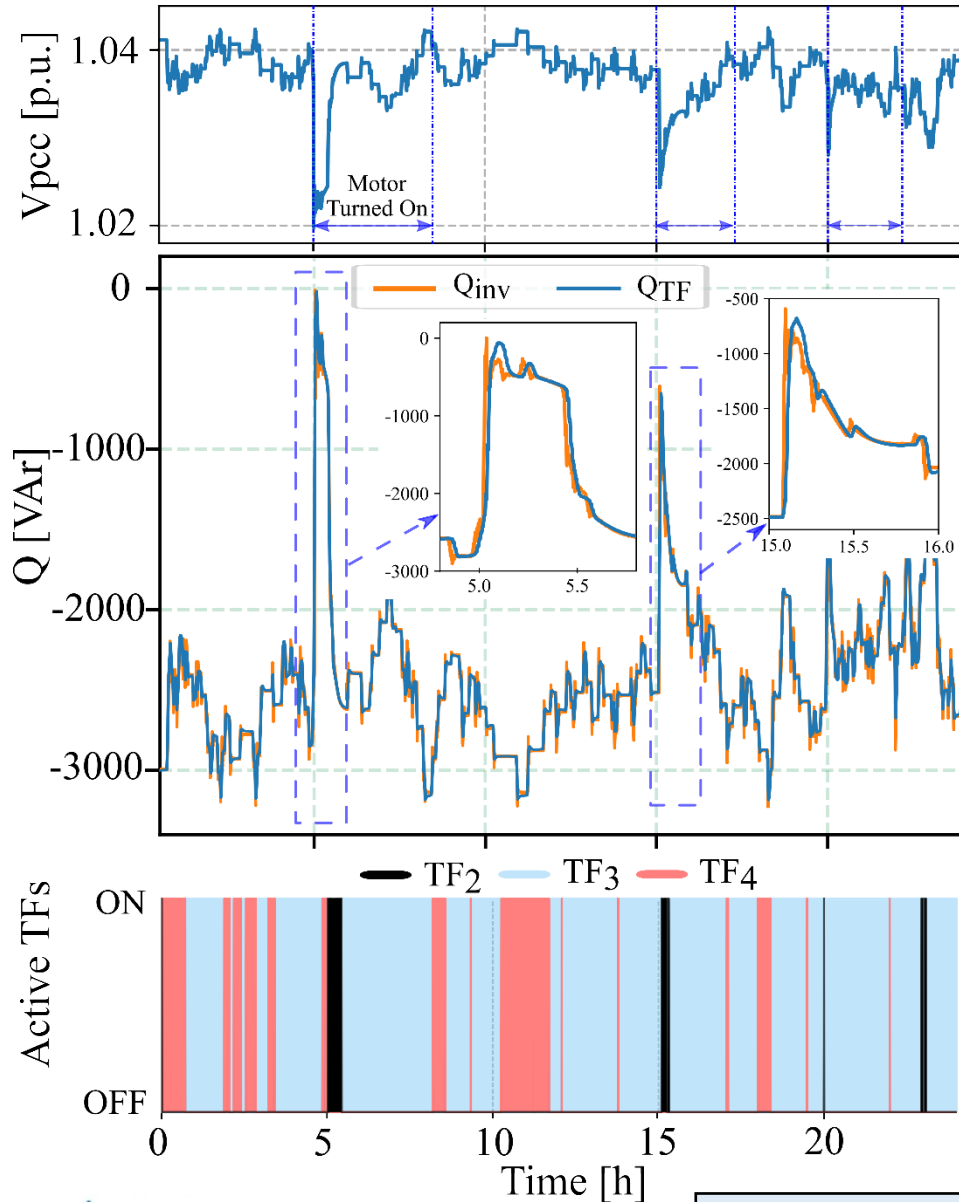 Vpcc [p.u.]
1.04
1.02
Motor
Turned On
Q [VAr]
0
-1000
-2000
-3000
Qinv
QTF
0
-1000
-2000
-3000
5.0
5.5
-500
-1000
-1500
-2000
-2500
15.0
15.5
16.0
TF2
TF3
TF4
Active TFs
ON
OFF
0
5
10
15
20
Time [h]